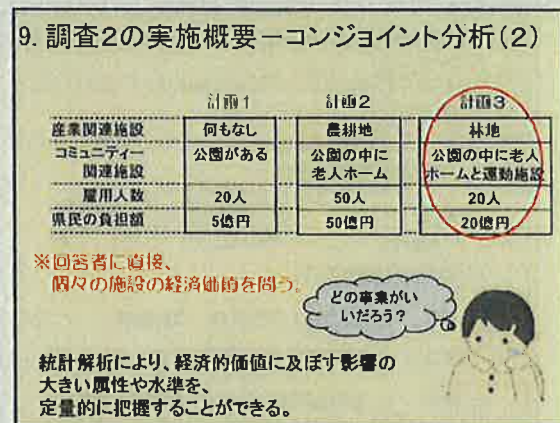 9. 調査2の実施概要－コンジョイント分析(2)
計画1 計画2 計画3
産業関連施設 何もなし 農耕地 林地
コミュニティー関連施設 公園がある 公園の中に老人ホーム 公園の中に老人ホームと運動施設
雇用人数 20人 50人 20人
県民の負担額 5億円 50億円 20億円
※回答者に直接、
個々の施設の経済価値を問う。
どの事業がい
いだろう?
統計解析により、経済的価値に及ぼす影響の
大きい属性や水準を、
定量的に把握することができる。